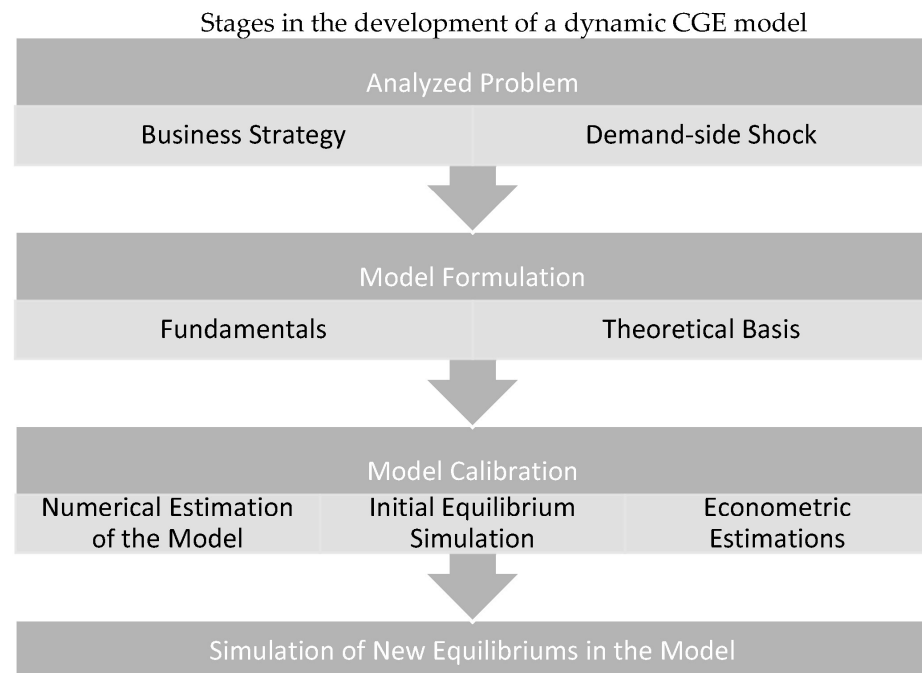 Stages in the development of a dynamic CGE model
Analyzed Problem
Business Strategy
Demand-side Shock
Model Formulation
Fundamentals
Theoretical Basis
Model Calibration
Numerical Estimation
of the Model
Initial Equilibrium
Simulation
Econometric
Estimations
Simulation of New Equilibriums in the Model